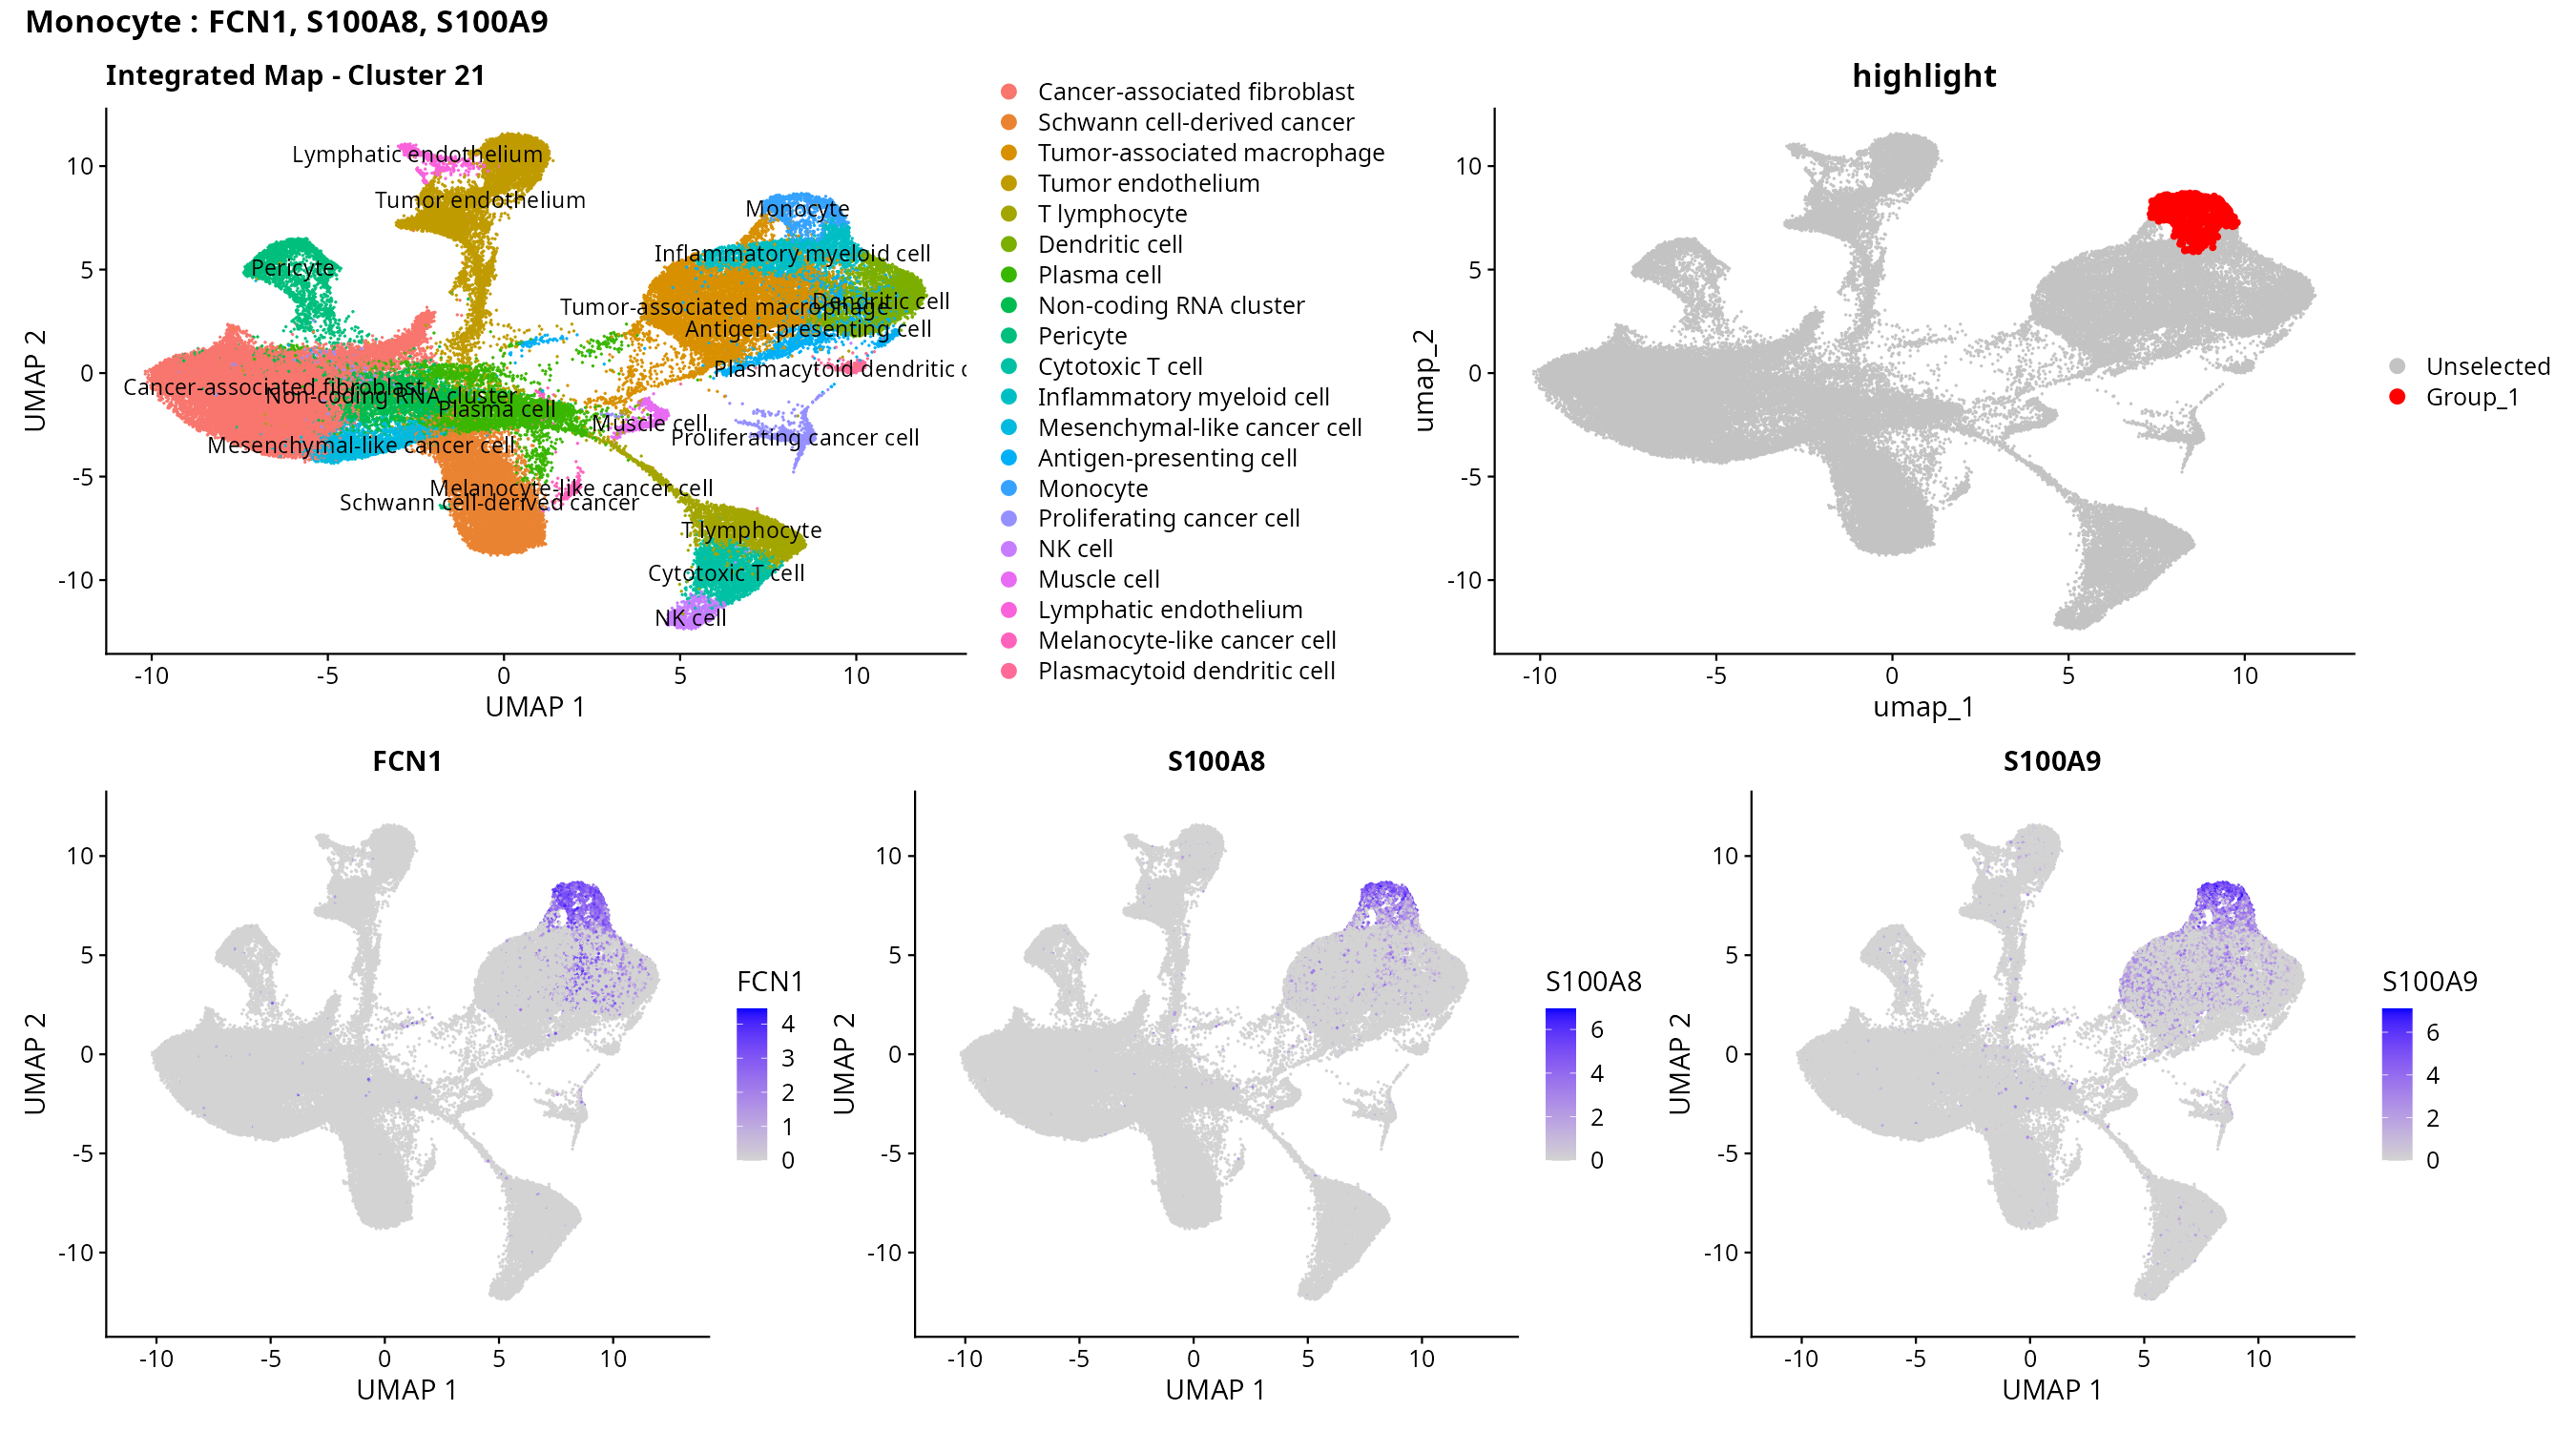 Monocyte : FCN1, S100A8, S100A9
Integrated Map - Cluster 21
UMAP 2
10
5
0
-5
-10
Lymphatic endothelium
Tumor endothelium
Monocyte
Inflammatory myeloid cell
Pericyte
Dendritic cell
Tumor-associated macrophage
Antigen-presenting cell
Plasmacytoid dendritic c
Cancer-associated fibroblast
Non-coding RNA cluster
Plasma cell
Muscle cell
Proliferating cancer cell
Mesenchymal-like cancer cell
Melanocyte-like cancer cell
Schwann cell-derived cancer
T lymphocyte
Cytotoxic T cell
NK cell
-10 -5 0 5 10
UMAP 1
Cancer-associated fibroblast
Schwann cell-derived cancer
Tumor-associated macrophage
Tumor endothelium
T lymphocyte
Dendritic cell
Plasma cell
Non-coding RNA cluster
Pericyte
Cytotoxic T cell
Inflammatory myeloid cell
Mesenchymal-like cancer cell
Antigen-presenting cell
Monocyte
Proliferating cancer cell
NK cell
Muscle cell
Lymphatic endothelium
Melanocyte-like cancer cell
Plasmacytoid dendritic cell
highlight
umap_2
10
5
0
-5
-10
-10 -5 0 5 10
umap_1
Unselected
Group_1
FCN1
UMAP 2
10
5
0
-5
-10
-10 -5 0 5 10
UMAP 1
FCN1
4
3
2
1
0
S100A8
UMAP 2
10
5
0
-5
-10
-10 -5 0 5 10
UMAP 1
S100A8
6
4
2
0
S100A9
UMAP 2
10
5
0
-5
-10
-10 -5 0 5 10
UMAP 1
S100A9
6
4
2
0